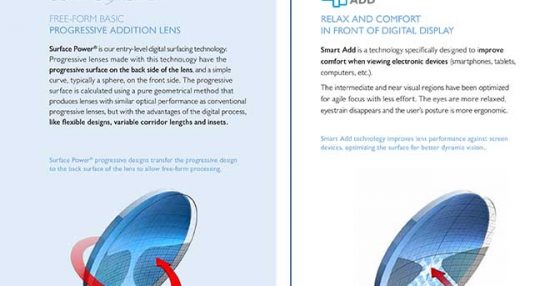 FREE-FORM BASIC
PROGRESSIVE ADDITION LENS
Surface Power® is our entry-level digital surfacing technology.
Progressive lenses made with this technology have the
progressive surface on the back side of the lens, and a simple
curve, typically a sphere, on the front side. The progressive
surface is calculated using a pure geometrical method that
produces lenses with similar optical performance as conventional
progressive lenses, but with the advantages of the digital process,
like flexible designs, variable corridor lengths and insets.
Surface Power® progressive designs transfer the progressive design
to the back surface of the lens to allow free-form processing.
ADD
RELAX AND COMFORT
IN FRONT OF DIGITAL DISPLAY
Smart Add is a technology specifically designed to improve
comfort when viewing electronic devices (smartphones, tablets,
computers, etc.).
The intermediate and near visual regions have been optimized
for agile focus with less effort. The eyes are more relaxed,
eyestrain disappears and the user's posture is more ergonomic.
Smart Add technology improves lens performance against screen
devices, optimizing the surface for better dynamic vision.